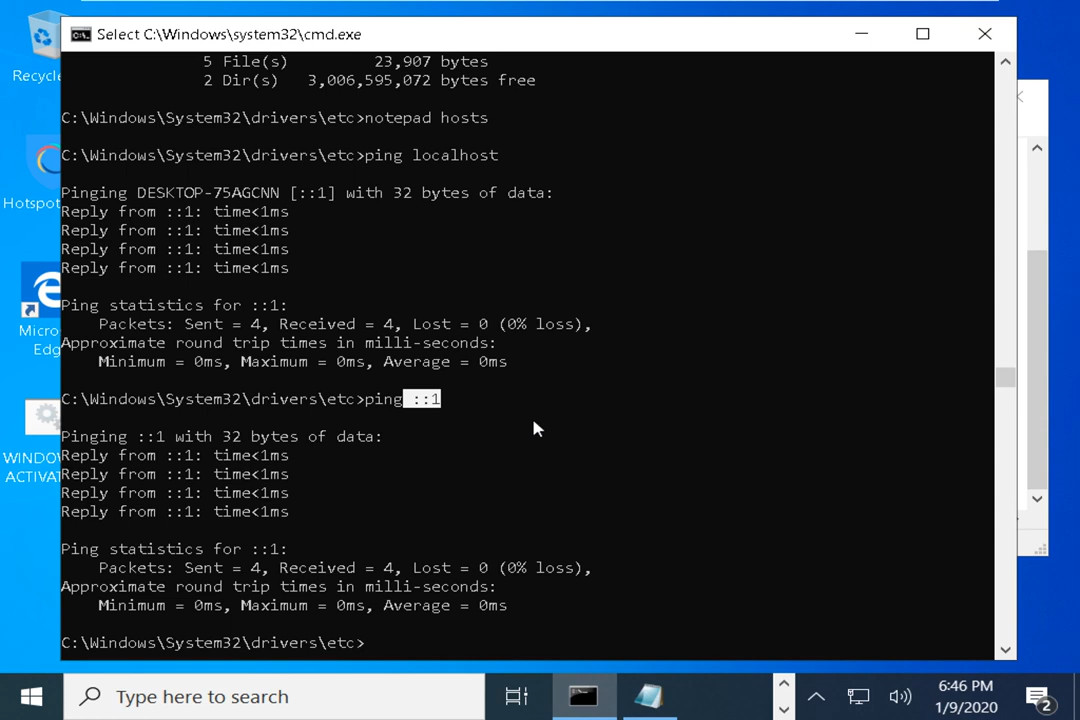 Select C:\Windows\system32\cmd.exe
5 File(s) 23,907 bytes
2 Dir(s) 3,006,595,072 bytes free
C:\Windows\System32\drivers\etc>notepad hosts
C:\Windows\System32\drivers\etc>ping localhost
Pinging DESKTOP-75AGCNN [::1] with 32 bytes of data:
Reply from ::1: time<1ms
Reply from ::1: time<1ms
Reply from ::1: time<1ms
Reply from ::1: time<1ms
Ping statistics for ::1:
Packets: Sent = 4, Received = 4, Lost = 0 (0% loss),
Approximate round trip times in milli-seconds:
Minimum = 0ms, Maximum = 0ms, Average = 0ms
C:\Windows\System32\drivers\etc>ping ::1
Pinging ::1 with 32 bytes of data:
Reply from ::1: time<1ms
Reply from ::1: time<1ms
Reply from ::1: time<1ms
Reply from ::1: time<1ms
Ping statistics for ::1:
Packets: Sent = 4, Received = 4, Lost = 0 (0% loss),
Approximate round trip times in milli-seconds:
Minimum = 0ms, Maximum = 0ms, Average = 0ms
C:\Windows\System32\drivers\etc>
Recycle
Hotspot
Micro
Edg
WINDO
ACTIVAT
Type here to search
6:46 PM
1/9/2020
2